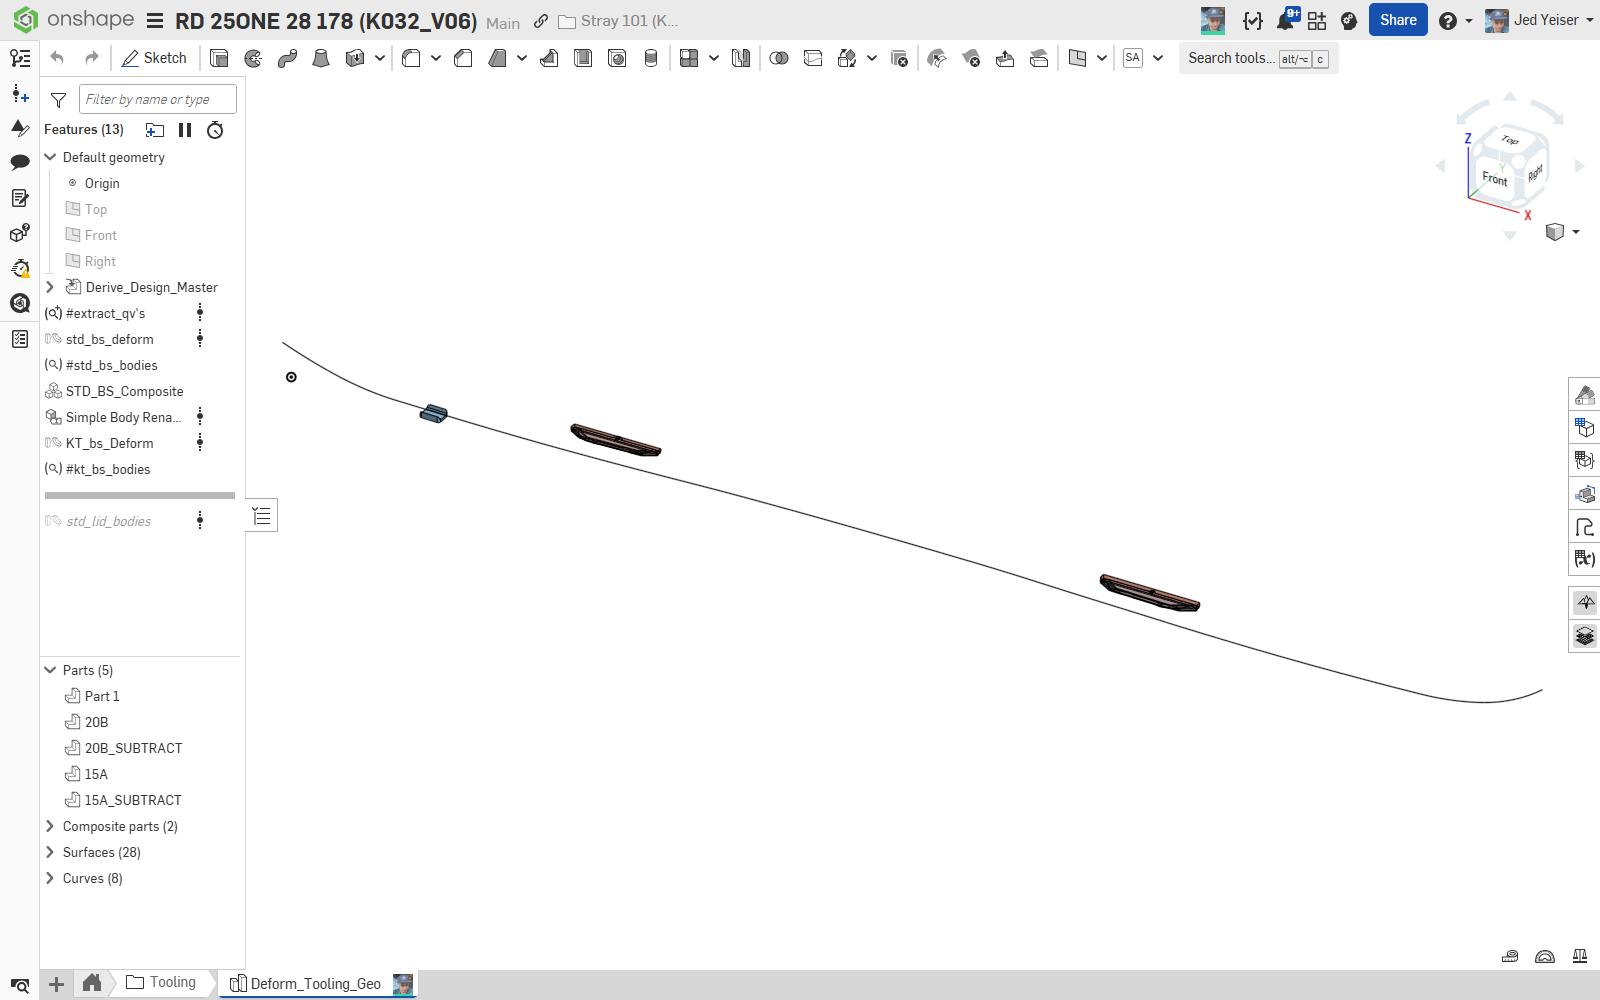 onshape
RD 25ONE 28 178 (K032_V06)
Main
Stray 101 (K...
9+
Share
Jed Yeiser
Sketch
SA
Search tools...
alt/⌥
c
Filter by name or type
Features (13)
Default geometry
Origin
Top
Front
Right
Derive_Design_Master
#extract_qv's
std_bs_deform
#std_bs_bodies
STD_BS_Composite
Simple Body Rena...
KT_bs_Deform
#kt_bs_bodies
std_lid_bodies
Parts (5)
Part 1
20B
20B_SUBTRACT
15A
15A_SUBTRACT
Composite parts (2)
Surfaces (28)
Curves (8)
Z
Top
Y
Front
Right
X
Tooling
Deform_Tooling_Geo